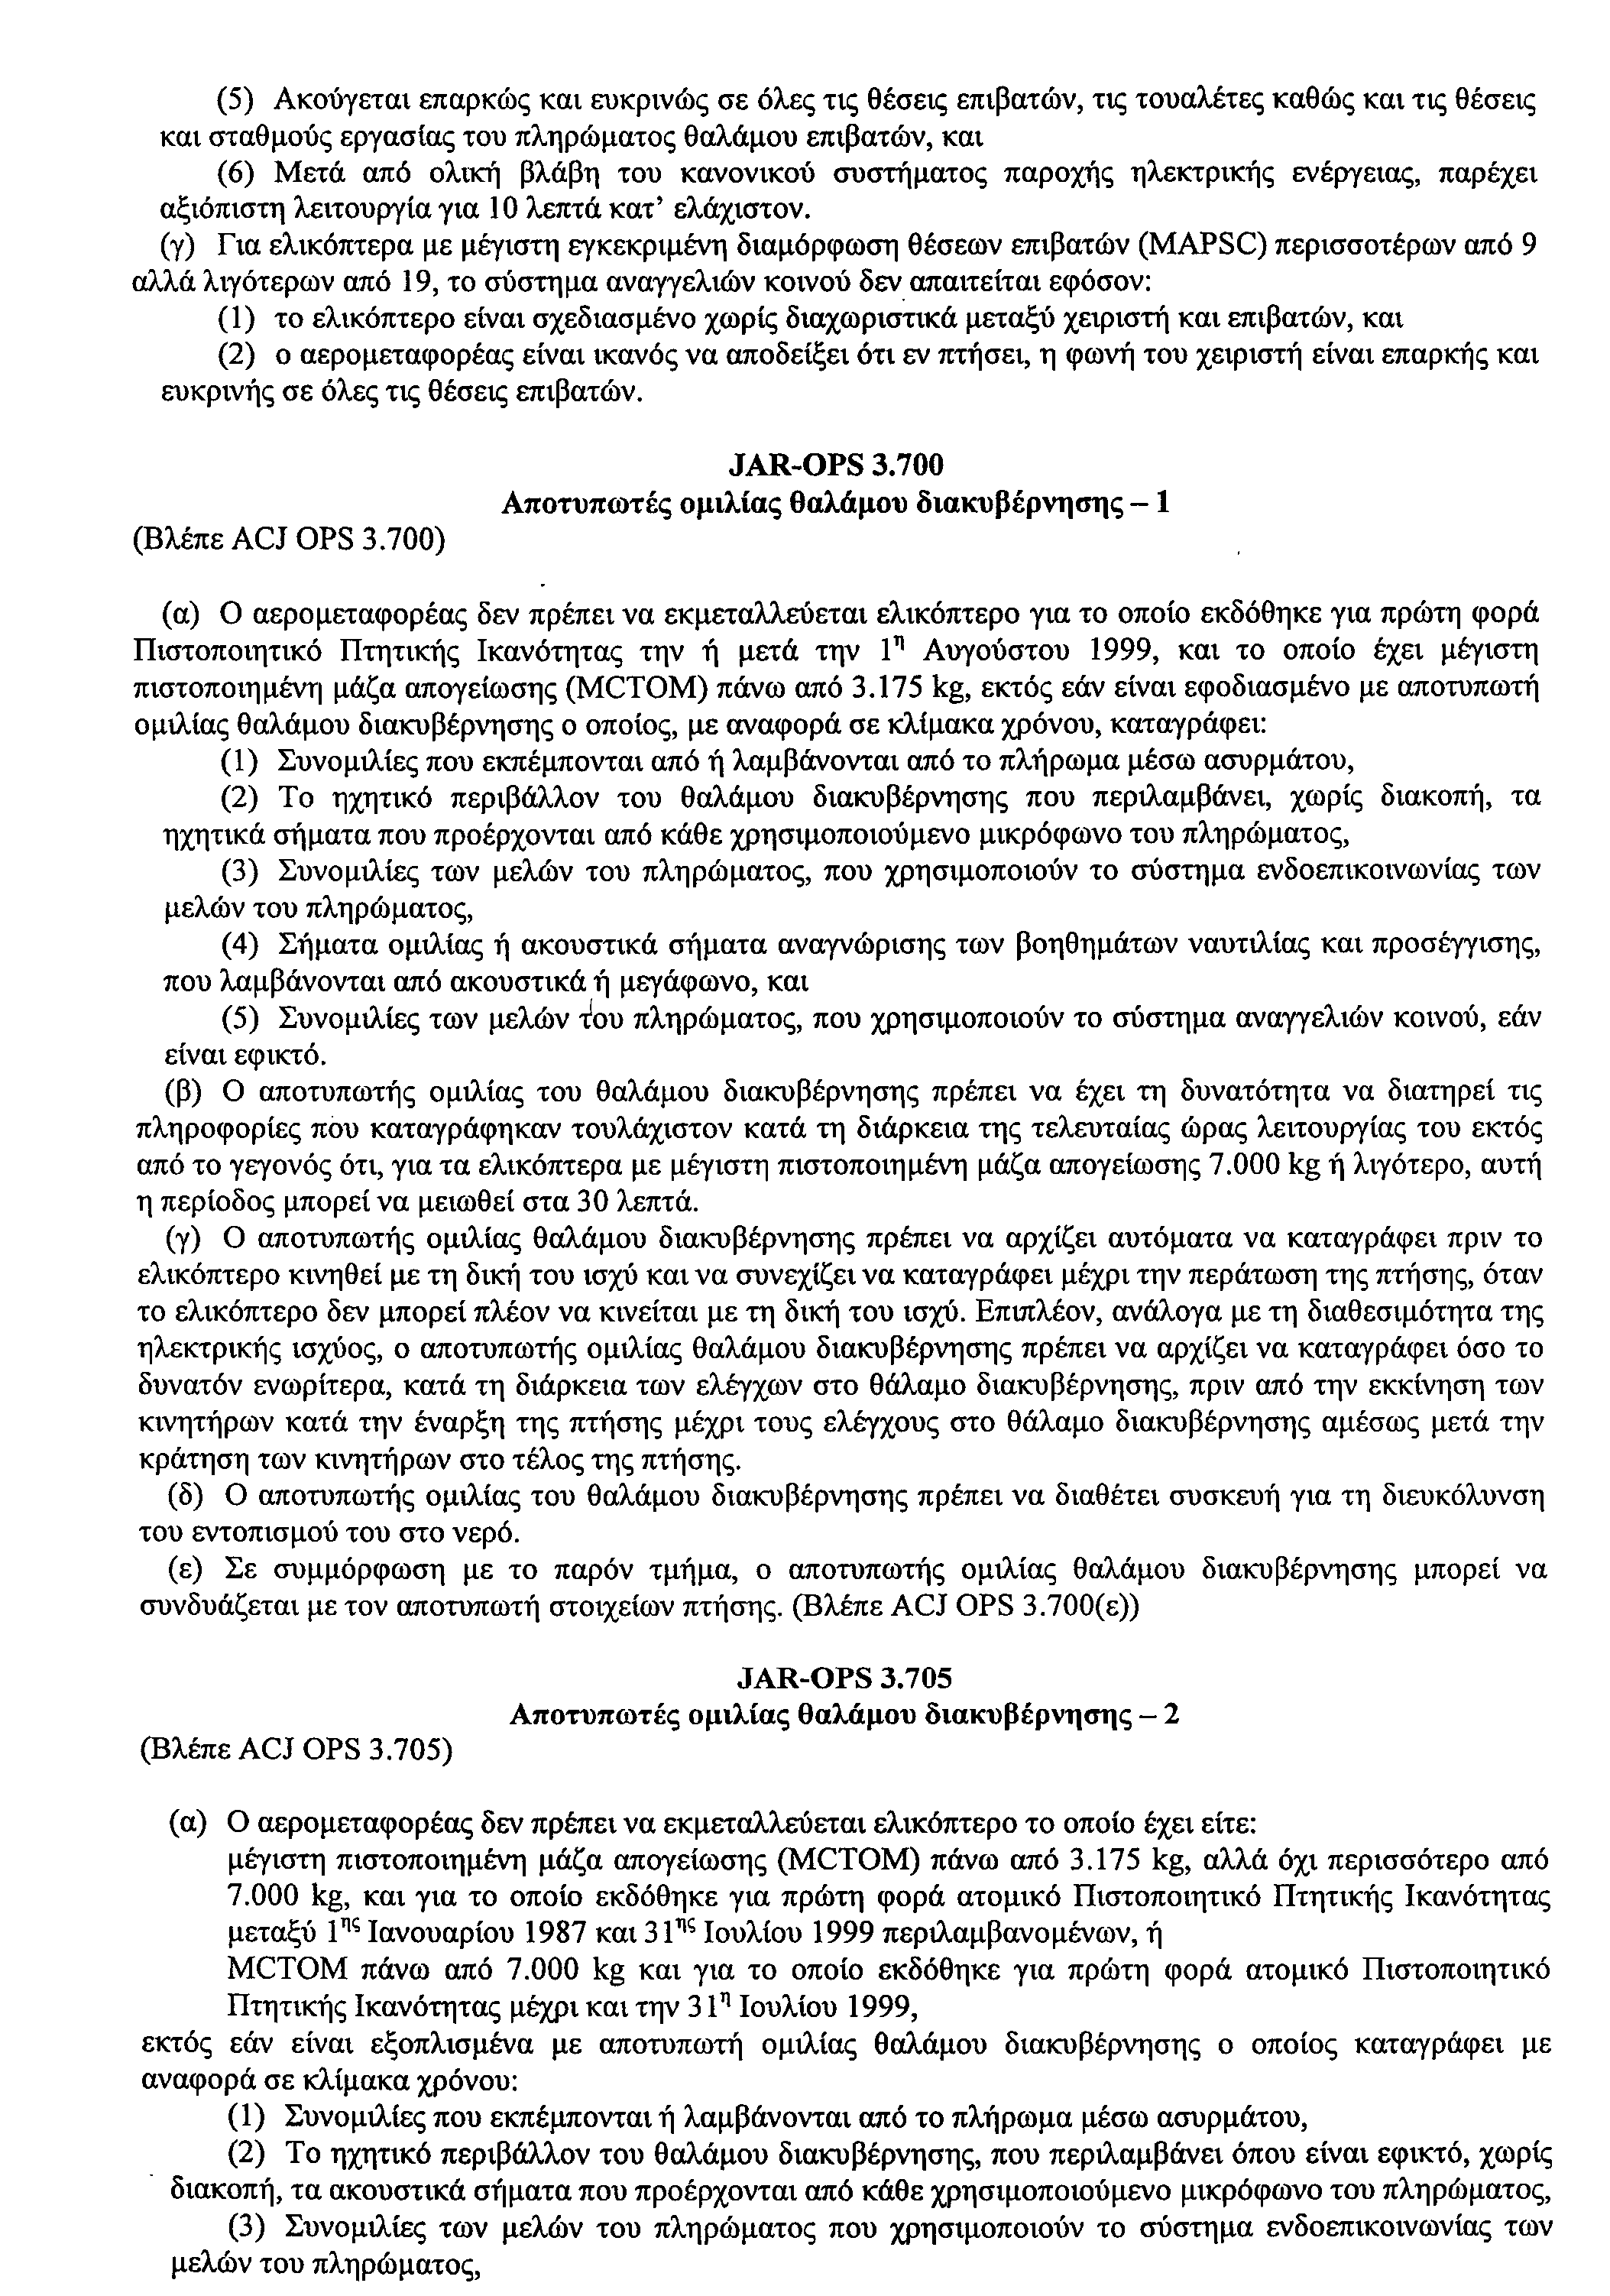 (5) Ακούγεται επαρκώς και ευκρινώς σε όλες τις θέσεις επιβατών, τις τουαλέτες καθώς και τις θέσεις
και σταθμούς εργασίας του πληρώματος θαλάμου επιβατών, και
(6) Μετά από ολική βλάβη του κανονικού συστήματος παροχής ηλεκτρικής ενέργειας, παρέχει
αξιόπιστη λειτουργία για 10 λεπτά κατ’ ελάχιστον.
(γ) Για ελικόπτερα με μέγιστη εγκεκριμένη διαμόρφωση θέσεων επιβατών (MAPSC) περισσοτέρων από 9
αλλά λιγότερων από 19, το σύστημα αναγγελιών κοινού δεν απαιτείται εφόσον:
(1) το ελικόπτερο είναι σχεδιασμένο χωρίς διαχωριστικά μεταξύ χειριστή και επιβατών, και
(2) ο αερομεταφορέας είναι ικανός να αποδείξει ότι εν πτήσει, η φωνή του χειριστή είναι επαρκής και
ευκρινής σε όλες τις θέσεις επιβατών.
JAR-OPS 3.700
Αποτυπωτές ομιλίας θαλάμου διακυβέρνησης – 1
(Βλέπε ACJ OPS 3.700)
(α) Ο αερομεταφορέας δεν πρέπει να εκμεταλλεύεται ελικόπτερο για το οποίο εκδόθηκε για πρώτη φορά
Πιστοποιητικό Πτητικής Ικανότητας την ή μετά την 1η Αυγούστου 1999, και το οποίο έχει μέγιστη
πιστοποιημένη μάζα απογείωσης (MCTOM) πάνω από 3.175 kg, εκτός εάν είναι εφοδιασμένο με αποτυπωτή
ομιλίας θαλάμου διακυβέρνησης ο οποίος, με αναφορά σε κλίμακα χρόνου, καταγράφει:
(1) Συνομιλίες που εκπέμπονται από ή λαμβάνονται από το πλήρωμα μέσω ασυρμάτου,
(2) Το ηχητικό περιβάλλον του θαλάμου διακυβέρνησης που περιλαμβάνει, χωρίς διακοπή, τα
ηχητικά σήματα που προέρχονται από κάθε χρησιμοποιούμενο μικρόφωνο του πληρώματος,
(3) Συνομιλίες των μελών του πληρώματος, που χρησιμοποιούν το σύστημα ενδοεπικοινωνίας των
μελών του πληρώματος,
(4) Σήματα ομιλίας ή ακουστικά σήματα αναγνώρισης των βοηθημάτων ναυτιλίας και προσέγγισης,
που λαμβάνονται από ακουστικά ή μεγάφωνο, και
(5) Συνομιλίες των μελών του πληρώματος, που χρησιμοποιούν το σύστημα αναγγελιών κοινού, εάν
είναι εφικτό.
(β) Ο αποτυπωτής ομιλίας του θαλάμου διακυβέρνησης πρέπει να έχει τη δυνατότητα να διατηρεί τις
πληροφορίες που καταγράφηκαν τουλάχιστον κατά τη διάρκεια της τελευταίας ώρας λειτουργίας του εκτός
από το γεγονός ότι, για τα ελικόπτερα με μέγιστη πιστοποιημένη μάζα απογείωσης 7.000 kg ή λιγότερο, αυτή
η περίοδος μπορεί να μειωθεί στα 30 λεπτά.
(γ) Ο αποτυπωτής ομιλίας θαλάμου διακυβέρνησης πρέπει να αρχίζει αυτόματα να καταγράφει πριν το
ελικόπτερο κινηθεί με τη δική του ισχύ και να συνεχίζει να καταγράφει μέχρι την περάτωση της πτήσης, όταν
το ελικόπτερο δεν μπορεί πλέον να κινείται με τη δική του ισχύ. Επιπλέον, ανάλογα με τη διαθεσιμότητα της
ηλεκτρικής ισχύος, ο αποτυπωτής ομιλίας θαλάμου διακυβέρνησης πρέπει να αρχίζει να καταγράφει όσο το
δυνατόν ενωρίτερα, κατά τη διάρκεια των ελέγχων στο θάλαμο διακυβέρνησης, πριν από την εκκίνηση των
κινητήρων κατά την έναρξη της πτήσης μέχρι τους ελέγχους στο θάλαμο διακυβέρνησης αμέσως μετά την
κράτηση των κινητήρων στο τέλος της πτήσης.
(δ) Ο αποτυπωτής ομιλίας του θαλάμου διακυβέρνησης πρέπει να διαθέτει συσκευή για τη διευκόλυνση
του εντοπισμού του στο νερό.
(ε) Σε συμμόρφωση με το παρόν τμήμα, ο αποτυπωτής ομιλίας θαλάμου διακυβέρνησης μπορεί να
συνδυάζεται με τον αποτυπωτή στοιχείων πτήσης. (Βλέπε ACJ OPS 3.700(ε))
JAR-OPS 3.705
Αποτυπωτές ομιλίας θαλάμου διακυβέρνησης – 2
(Βλέπε ACJ OPS 3.705)
(α) Ο αερομεταφορέας δεν πρέπει να εκμεταλλεύεται ελικόπτερο το οποίο έχει είτε:
μέγιστη πιστοποιημένη μάζα απογείωσης (MCTOM) πάνω από 3.175 kg, αλλά όχι περισσότερο από
7.000 kg, και για το οποίο εκδόθηκε για πρώτη φορά ατομικό Πιστοποιητικό Πτητικής Ικανότητας
μεταξύ 1ης Ιανουαρίου 1987 και 31ης Ιουλίου 1999 περιλαμβανομένων, ή
MCTOM πάνω από 7.000 kg και για το οποίο εκδόθηκε για πρώτη φορά ατομικό Πιστοποιητικό
Πτητικής Ικανότητας μέχρι και την 31η Ιουλίου 1999,
εκτός εάν είναι εξοπλισμένα με αποτυπωτή ομιλίας θαλάμου διακυβέρνησης ο οποίος καταγράφει με
αναφορά σε κλίμακα χρόνου:
(1) Συνομιλίες που εκπέμπονται ή λαμβάνονται από το πλήρωμα μέσω ασυρμάτου,
(2) Το ηχητικό περιβάλλον του θαλάμου διακυβέρνησης, που περιλαμβάνει όπου είναι εφικτό, χωρίς
διακοπή, τα ακουστικά σήματα που προέρχονται από κάθε χρησιμοποιούμενο μικρόφωνο του πληρώματος,
(3) Συνομιλίες των μελών του πληρώματος που χρησιμοποιούν το σύστημα ενδοεπικοινωνίας των
μελών του πληρώματος,